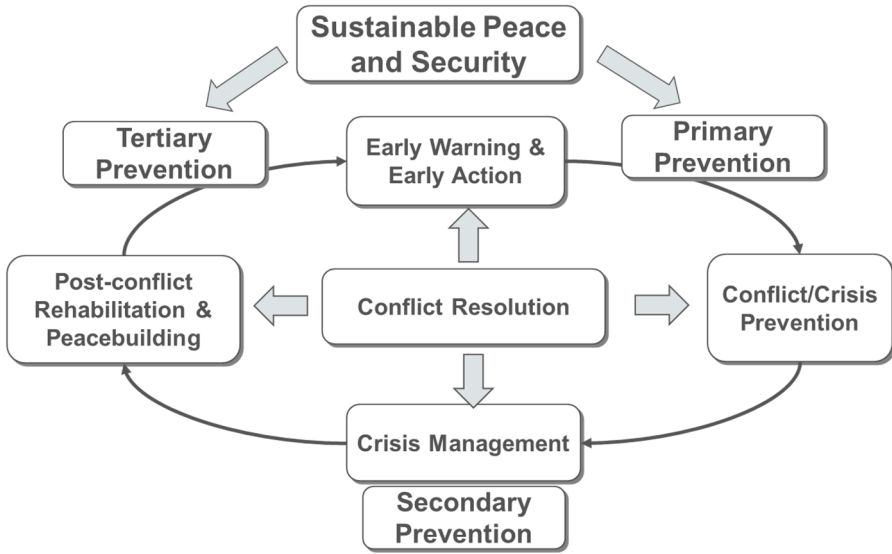 Sustainable Peace
and Security
Tertiary
Prevention
Early Warning &
Early Action
Primary
Prevention
Post-conflict
Rehabilitation &
Peacebuilding
Conflict Resolution
Conflict/Crisis
Prevention
Crisis Management
Secondary
Prevention